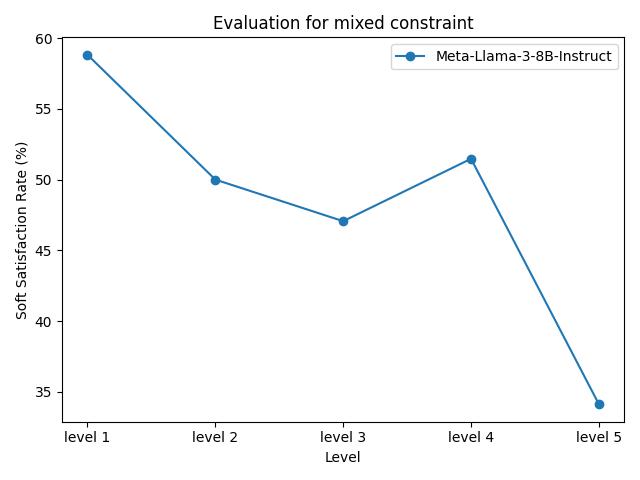 Evaluation for mixed constraint
Meta-Llama-3-8B-Instruct
Soft Satisfaction Rate (%)
60
55
50
45
40
35
level 1 level 2 level 3 level 4 level 5
Level